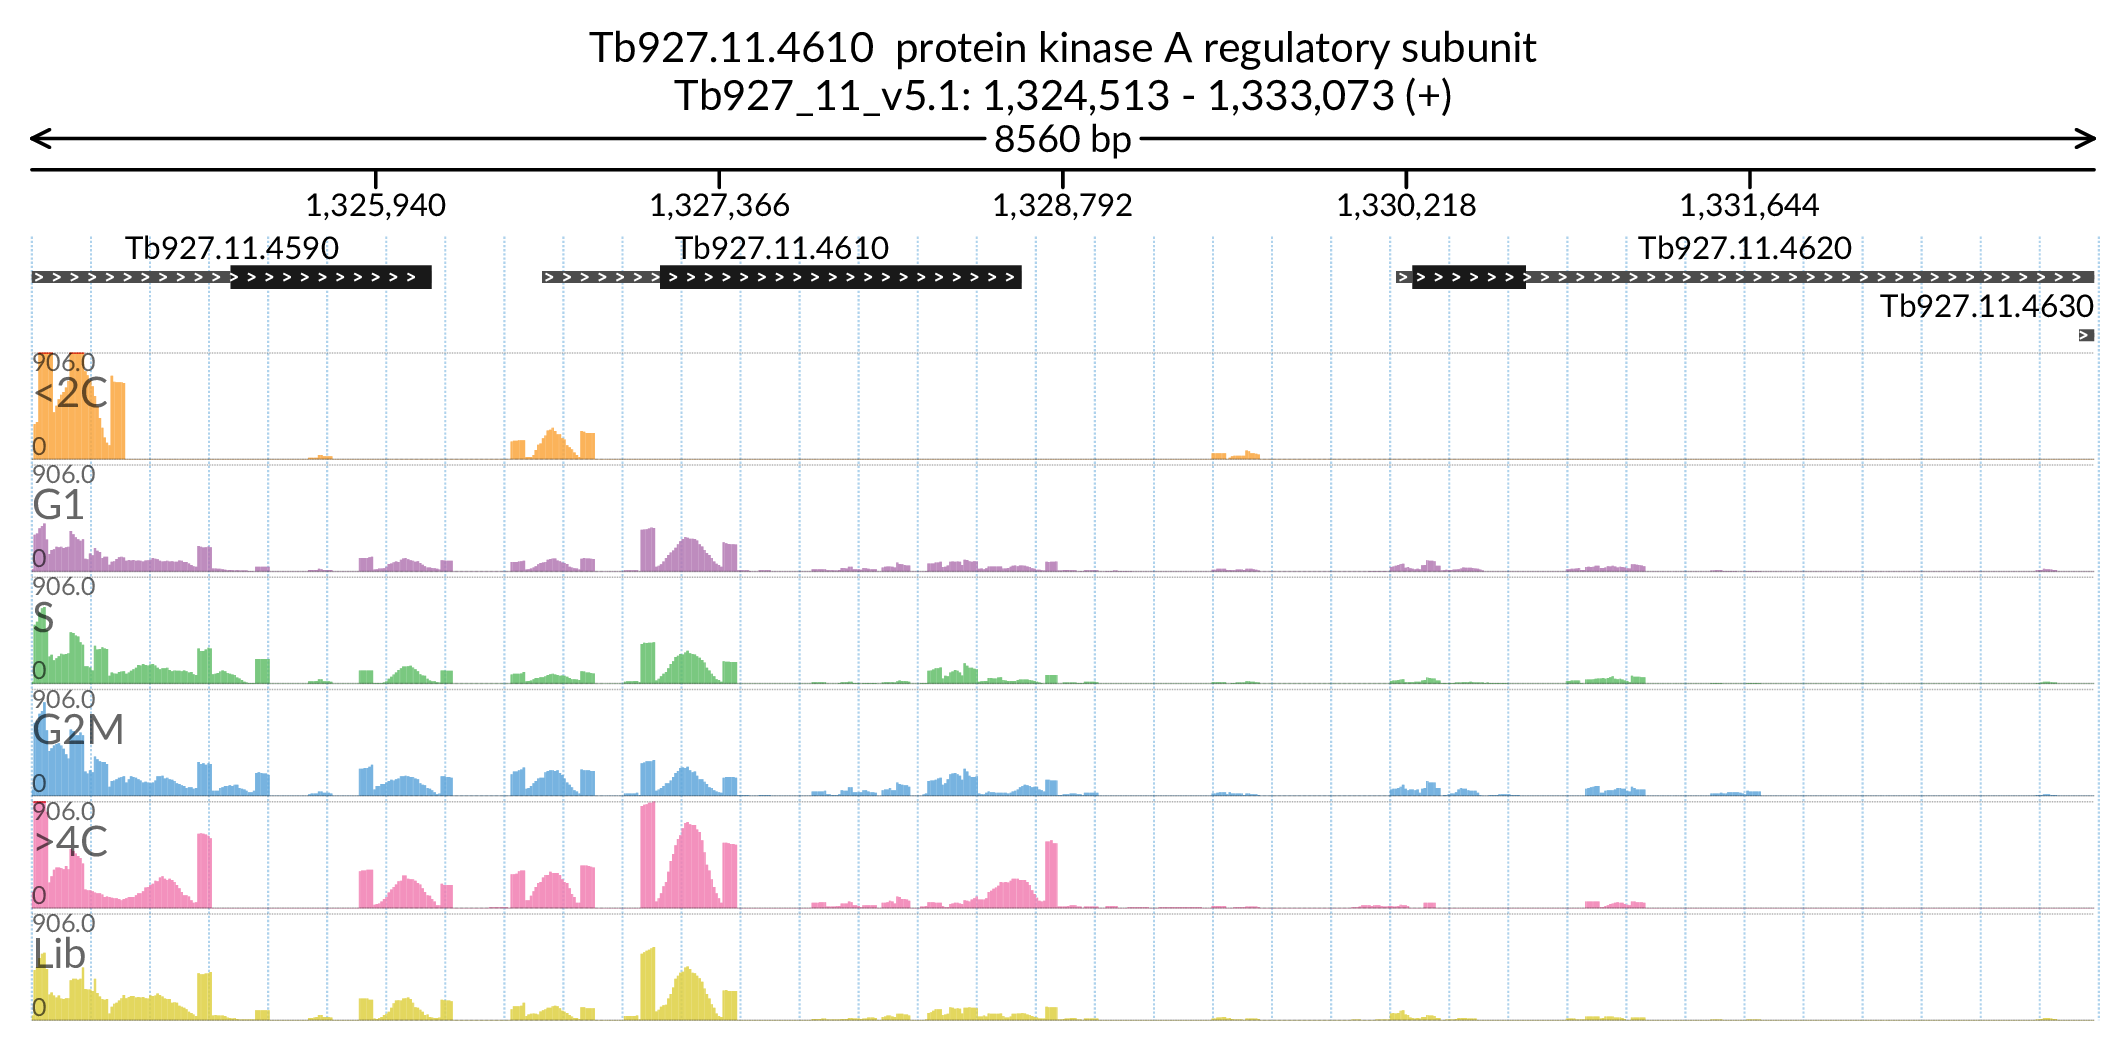 Tb927.11.4610 protein kinase A regulatory subunit
Tb927_11_v5.1: 1,324,513 - 1,333,073 (+)
8560 bp
1,325,940 1,327,366 1,328,792 1,330,218 1,331,644
Tb927.11.4590 Tb927.11.4610 Tb927.11.4620
Tb927.11.4630
906.0
<2C
0
906.0
G1
0
906.0
S
0
906.0
G2M
0
906.0
>4C
0
906.0
Lib
0